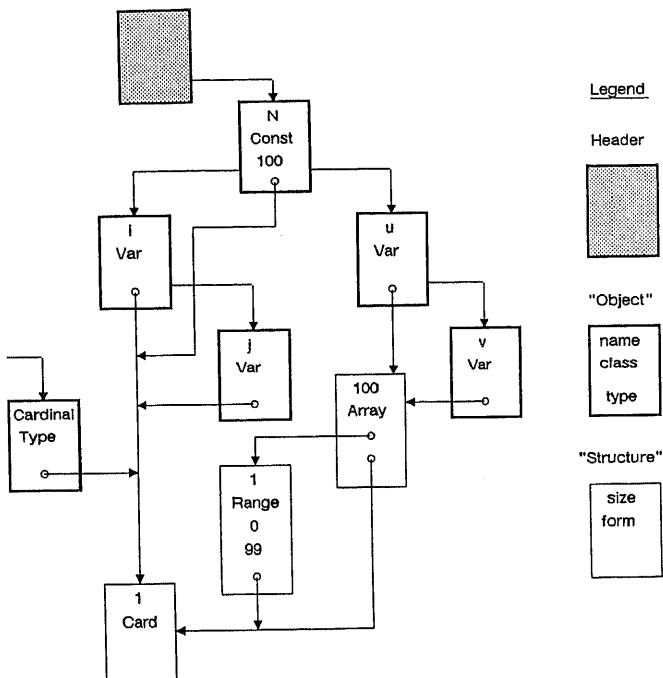 N
Const
100
i
Var
u
Var
j
Var
v
Var
Cardinal
Type
100
Array
1
Range
0
99
1
Card
Legend
Header
"Object"
name
class
type
"Structure"
size
form